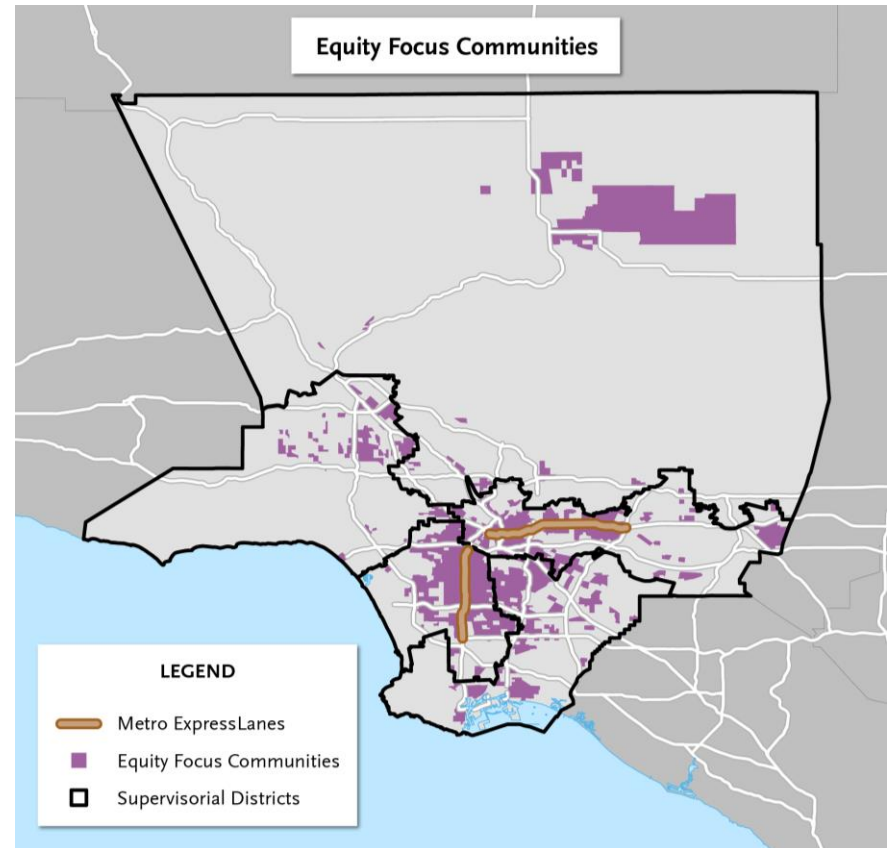 Equity Focus Communities
LEGEND
Metro ExpressLanes
Equity Focus Communities
Supervisorial Districts